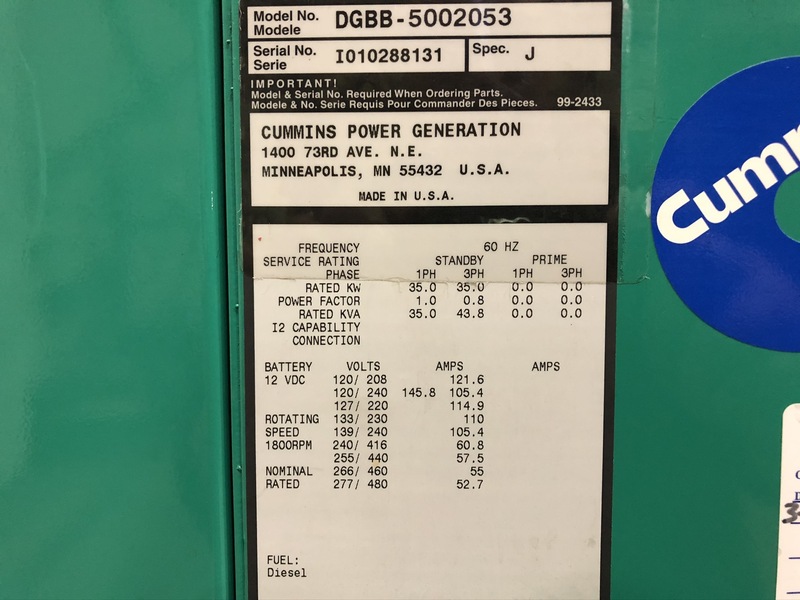 Model No. DGBB-5002053
Modele
Serial No. I010288131 Spec. J
Serie
IMPORTANT!
Model & Serial No. Required When Ordering Parts.
Modele & No. Serie Requis Pour Commander Des Pieces. 99-2433
CUMMINS POWER GENERATION
1400 73RD AVE. N.E.
MINNEAPOLIS, MN 55432 U.S.A.
MADE IN U.S.A.
FREQUENCY 60 HZ
SERVICE RATING STANDBY PRIME
PHASE 1PH 3PH 1PH 3PH
RATED KW 35.0 35.0 0.0 0.0
POWER FACTOR 1.0 0.8 0.0 0.0
RATED KVA 35.0 43.8 0.0 0.0
I2 CAPABILITY
CONNECTION
BATTERY VOLTS AMPS AMPS
12 VDC 120/ 208 121.6
120/ 240 145.8 105.4
127/ 220 114.9
ROTATING 133/ 230 110
SPEED 139/ 240 105.4
1800RPM 240/ 416 60.8
255/ 440 57.5
NOMINAL 266/ 460 55
RATED 277/ 480 52.7
FUEL:
Diesel
Cumm